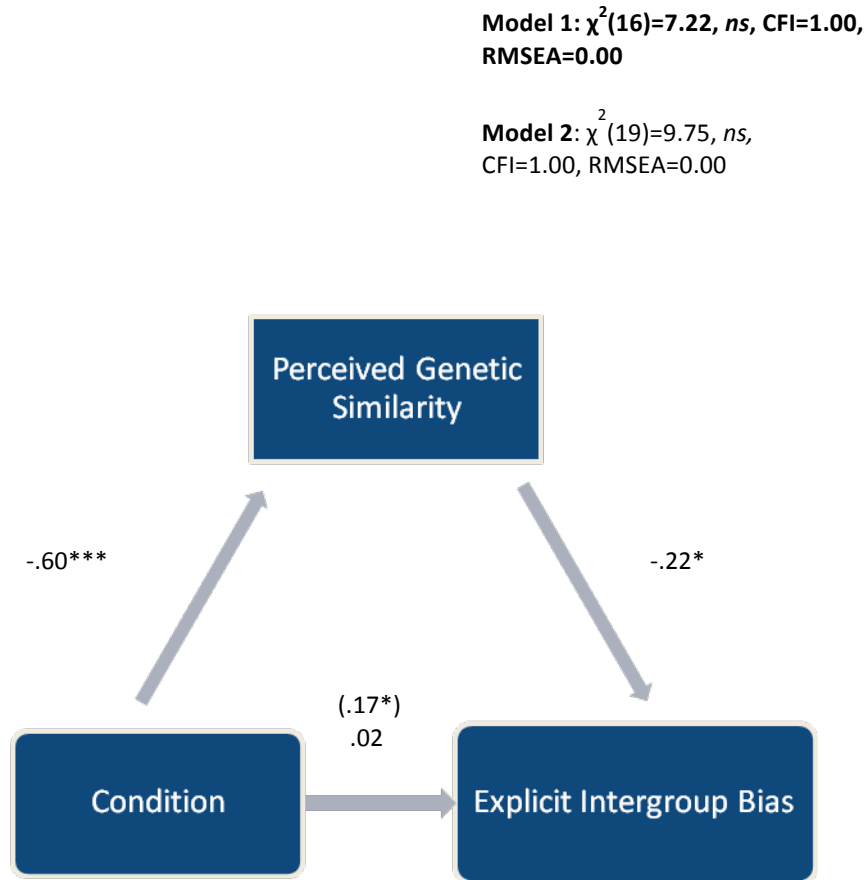 Model 1: χ²(16)=7.22, ns, CFI=1.00,
RMSEA=0.00
Model 2: χ²(19)=9.75, ns,
CFI=1.00, RMSEA=0.00
Perceived Genetic
Similarity
-.60***
-.22*
(.17*)
.02
Condition
Explicit Intergroup Bias